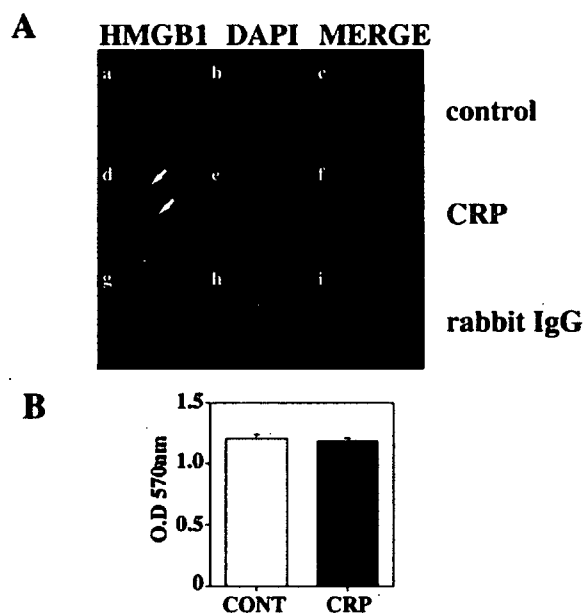 A
HMGB1 DAPI MERGE
a b c
control
d e f
CRP
g h i
rabbit IgG
B
1.5
1.0
0.5
0
O.D 570nm
CONT CRP